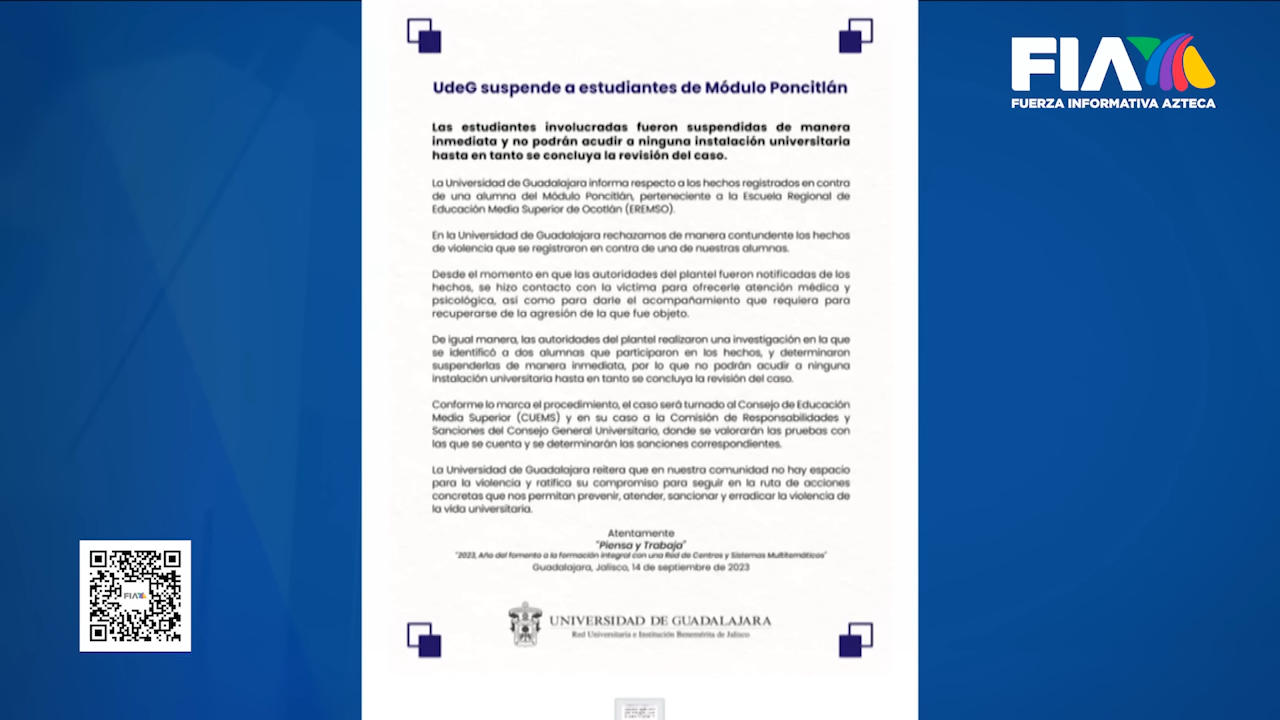 FIA
FUERZA INFORMATIVA AZTECA
UdeG suspende a estudiantes de Módulo Poncitlán
Las estudiantes involucradas fueron suspendidas de manera
inmediata y no podrán acudir a ninguna instalación universitaria
hasta en tanto se concluya la revisión del caso.
La Universidad de Guadalajara informa respecto a los hechos registrados en contra
de una alumna del Módulo Poncitlán, perteneciente a la Escuela Regional de
Educación Media Superior de Ocotlán (EREMSO).
En la Universidad de Guadalajara rechazamos de manera contundente los hechos
de violencia que se registraron en contra de una de nuestras alumnas.
Desde el momento en que las autoridades del plantel fueron notificadas de los
hechos, se hizo contacto con la víctima para ofrecerle atención médica y
psicológica, así como para darle el acompañamiento que requiera para
recuperarse de la agresión de la que fue objeto.
De igual manera, las autoridades del plantel realizaron una investigación en la que
se identificó a dos alumnas que participaron en los hechos, y determinaron
suspenderlas de manera inmediata, por lo que no podrán acudir a ninguna
instalación universitaria hasta en tanto se concluya la revisión del caso.
Conforme lo marca el procedimiento, el caso será turnado al Consejo de Educación
Media Superior (CUEMS) y en su caso a la Comisión de Responsabilidades y
Sanciones del Consejo General Universitario, donde se valorarán las pruebas con
las que se cuenta y se determinarán las sanciones correspondientes.
La Universidad de Guadalajara reitera que en nuestra comunidad no hay espacio
para la violencia y ratifica su compromiso para seguir en la ruta de acciones
concretas que nos permitan prevenir, atender, sancionar y erradicar la violencia de
la vida universitaria.
Atentamente
"Piensa y Trabaja"
"2023, Año del fomento a la formación integral con una Red de Centros y Sistemas Multitemáticos"
Guadalajara, Jalisco, 14 de septiembre de 2023
UNIVERSIDAD DE GUADALAJARA
Red Universitaria e Institución Benemérita de Jalisco
FIA